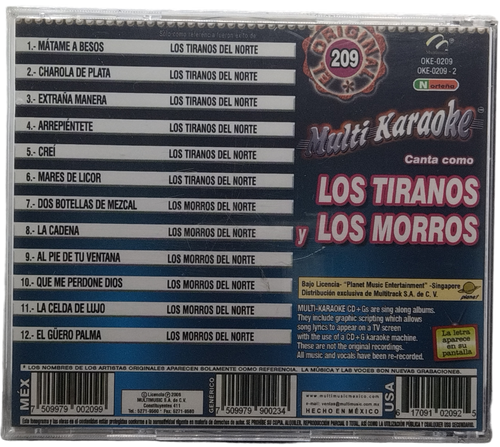 1.- MÁTAME A BESOS LOS TIRANOS DEL NORTE
2.- CHAROLA DE PLATA LOS TIRANOS DEL NORTE
3.- EXTRAÑA MANERA LOS TIRANOS DEL NORTE
4.- ARREPIÉNTETE LOS TIRANOS DEL NORTE
5.- CREÍ LOS TIRANOS DEL NORTE
6.- MARES DE LICOR LOS TIRANOS DEL NORTE
7.- DOS BOTELLAS DE MEZCAL LOS MORROS DEL NORTE
8.- LA CADENA LOS MORROS DEL NORTE
9.- AL PIE DE TU VENTANA LOS MORROS DEL NORTE
10.- QUE ME PERDONE DIOS LOS MORROS DEL NORTE
11.- LA CELDA DE LUJO LOS MORROS DEL NORTE
12.- EL GÜERO PALMA LOS MORROS DEL NORTE
EL ORIGINAL
209
OKE-0209
OKE-0209 - 2
Norteña
Multi Karaoke
Canta como
LOS TIRANOS
y LOS MORROS
Bajo Licencia- "Planet Music Entertainment" -Singapore
Distribución exclusiva de Multitrack S.A. de C. V.
planet
MULTI-KARAOKE CD + Gs are sing along albums.
They include graphic scripting which allows
song lyrics to appear on a TV screen
with the use of a CD + G karaoke machine.
These are not the original recordings.
All music and vocals have been re-recorded.
La letra
aparece
en su
pantalla
* LOS NOMBRES DE LOS ARTISTAS ORIGINALES APARECEN SOLAMENTE COMO REFERENCIA. LA MÚSICA Y LAS VOCES SON NUEVAS GRABACIONES.
MEX
7 509979 002099
MULTITRACK, S.A. de C.V.
GENÉRICO
7 509979 900234
www.multimusicmexico.com
HECHO EN MÉXICO
USA
6 17091 02092 5